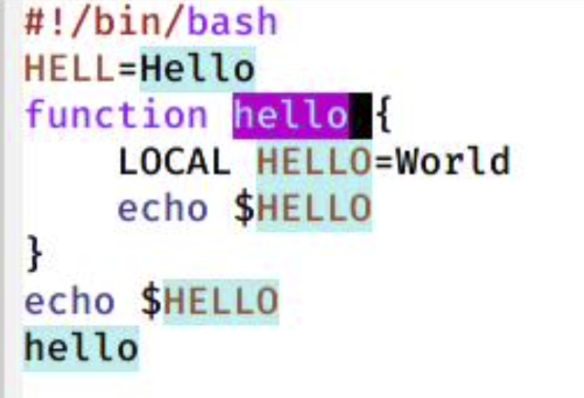 #!/bin/bash
HELL=Hello
function hello {
    LOCAL HELLO=World
    echo $HELLO
}
echo $HELLO
hello